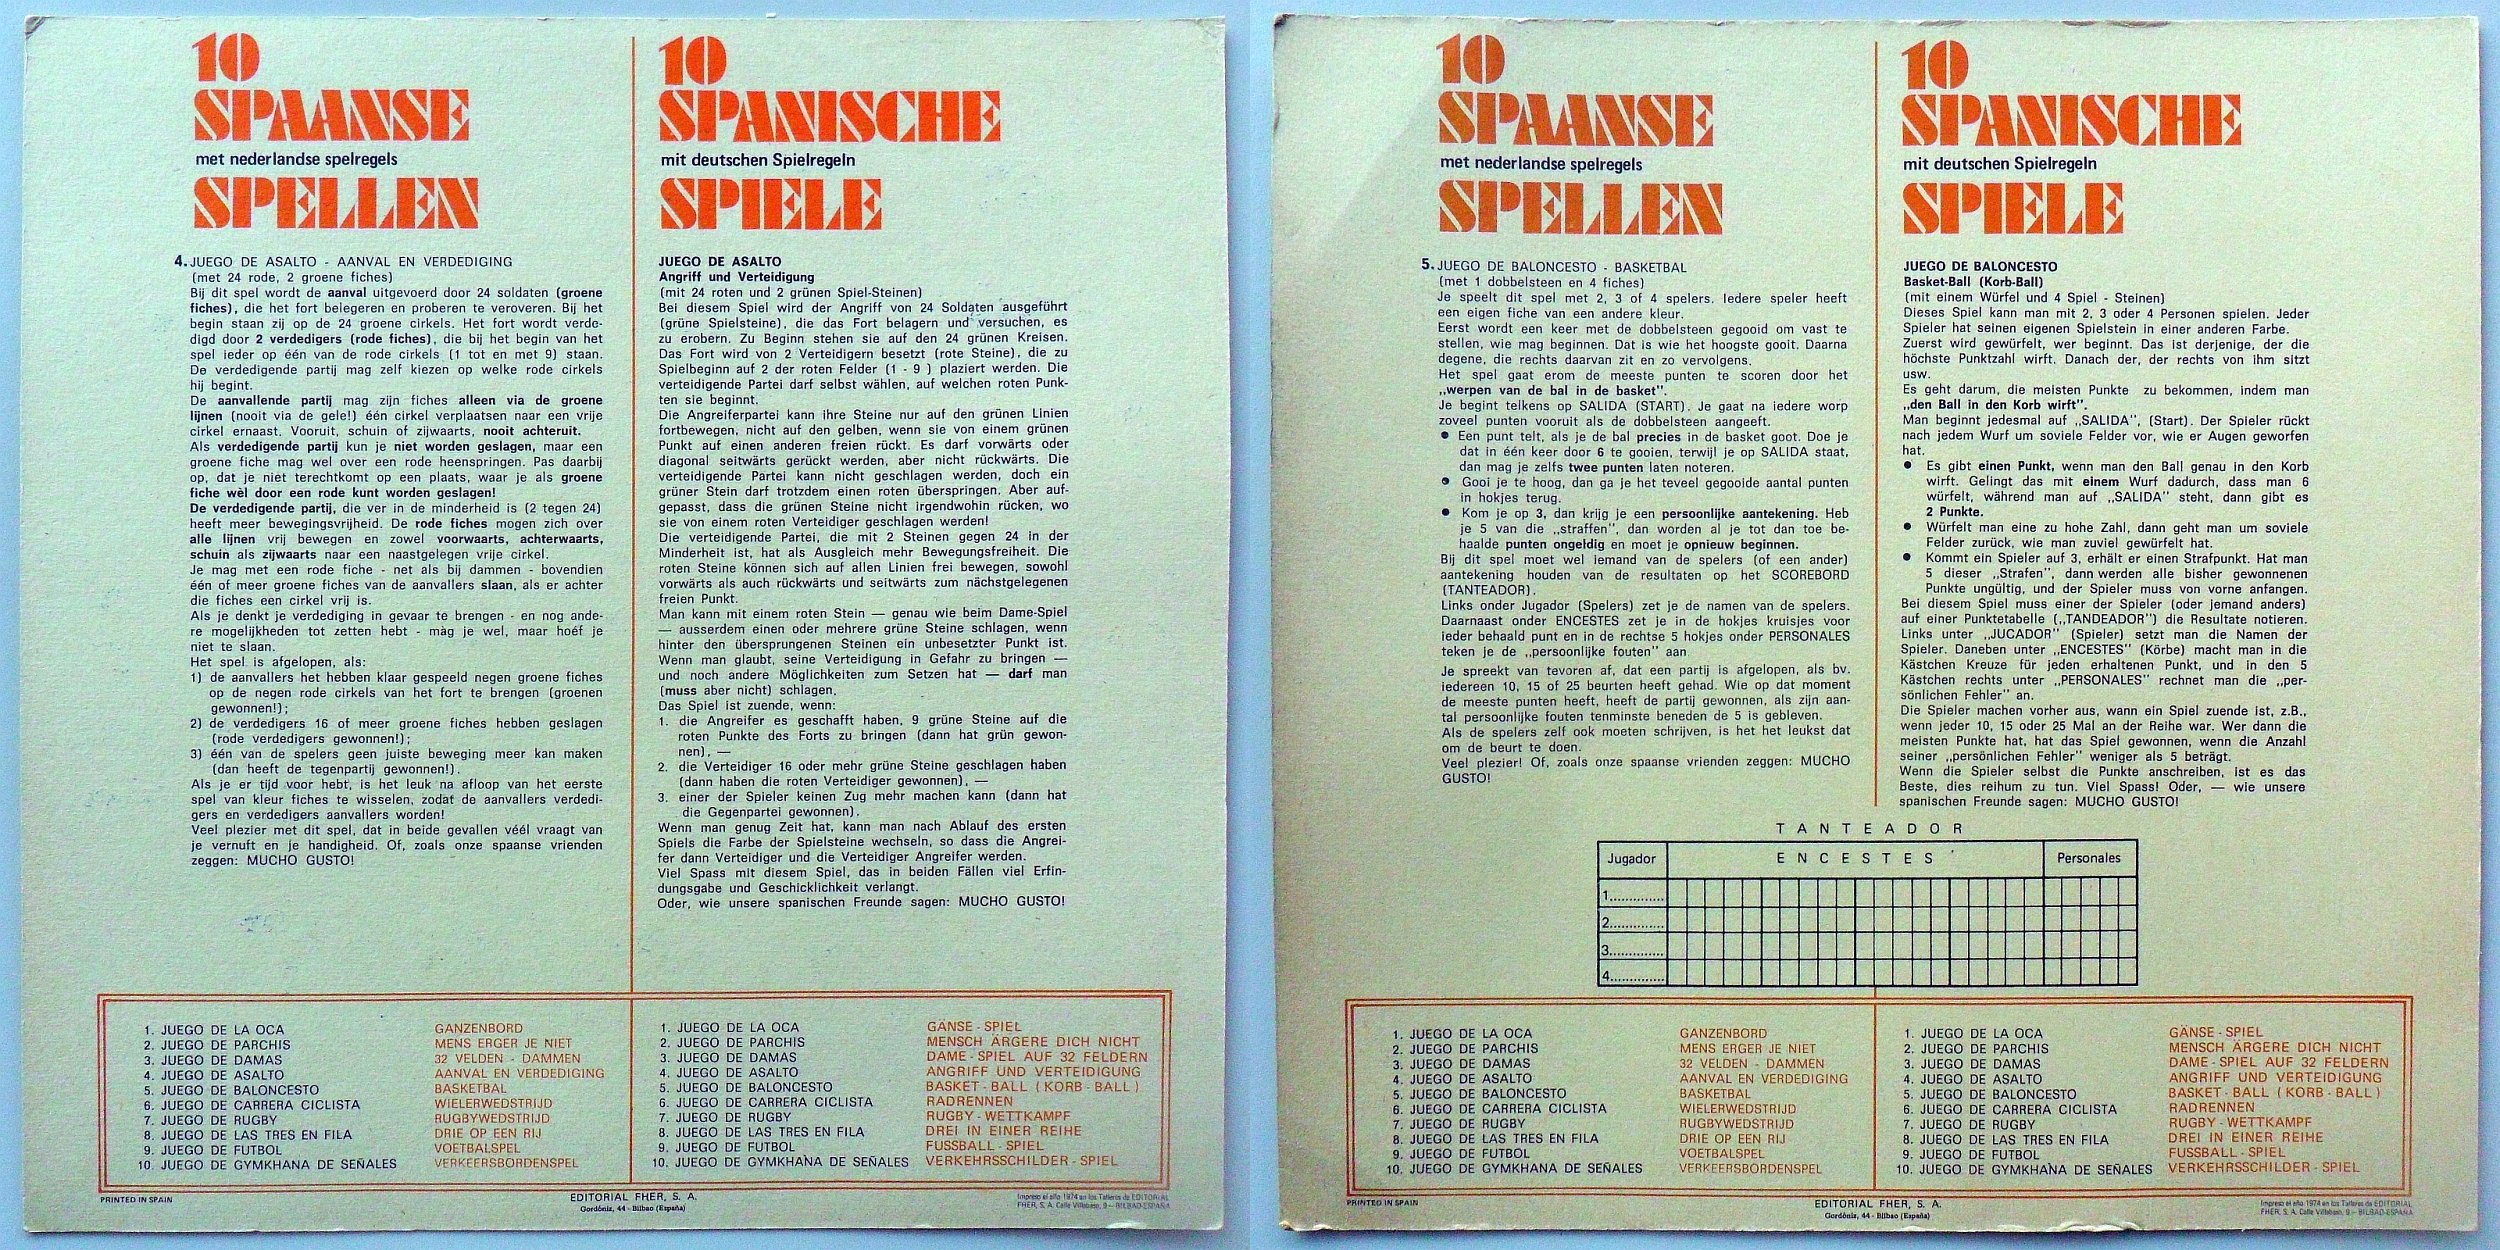 10
SPAANSE
met nederlandse spelregels
SPELLEN
4. JUEGO DE ASALTO - AANVAL EN VERDEDIGING
(met 24 rode, 2 groene fiches)
Bij dit spel wordt de aanval uitgevoerd door 24 soldaten (groene
fiches), die het fort belegeren en proberen te veroveren. Bij het
begin staan zij op de 24 groene cirkels. Het fort wordt verde-
digd door 2 verdedigers (rode fiches), die bij het begin van het
spel ieder op één van de rode cirkels (1 tot en met 9) staan.
De verdedigende partij mag zelf kiezen op welke rode cirkels
hij begint.
De aanvallende partij mag zijn fiches alleen via de groene
lijnen (nooit via de gele!) één cirkel verplaatsen naar een vrije
cirkel ernaast. Vooruit, schuin of zijwaarts, nooit achteruit.
Als verdedigende partij kun je niet worden geslagen, maar een
groene fiche mag wel over een rode heenspringen. Pas daarbij
op, dat je niet terechtkomt op een plaats, waar je als groene
fiche wèl door een rode kunt worden geslagen!
De verdedigende partij, die ver in de minderheid is (2 tegen 24)
heeft meer bewegingsvrijheid. De rode fiches mogen zich over
alle lijnen vrij bewegen en zowel voorwaarts, achterwaarts,
schuin als zijwaarts naar een naastgelegen vrije cirkel.
Je mag met een rode fiche - net als bij dammen - bovendien
één of meer groene fiches van de aanvallers slaan, als er achter
die fiches een cirkel vrij is.
Als je denkt je verdediging in gevaar te brengen - en nog ande-
re mogelijkheden tot zetten hebt - màg je wel, maar hoéf je
niet te slaan.
Het spel is afgelopen, als:
1) de aanvallers het hebben klaar gespeeld negen groene fiches
op de negen rode cirkels van het fort te brengen (groenen
gewonnen!);
2) de verdedigers 16 of meer groene fiches hebben geslagen
(rode verdedigers gewonnen!);
3) één van de spelers geen juiste beweging meer kan maken
(dan heeft de tegenpartij gewonnen!).
Als je er tijd voor hebt, is het leuk na afloop van het eerste
spel van kleur fiches te wisselen, zodat de aanvallers verdedi-
gers en verdedigers aanvallers worden!
Veel plezier met dit spel, dat in beide gevallen véél vraagt van
je vernuft en je handigheid. Of, zoals onze spaanse vrienden
zeggen: MUCHO GUSTO!
10
SPANISCHE
mit deutschen Spielregeln
SPIELE
JUEGO DE ASALTO
Angriff und Verteidigung
(mit 24 roten und 2 grünen Spiel-Steinen)
Bei diesem Spiel wird der Angriff von 24 Soldaten ausgeführt
(grüne Spielsteine), die das Fort belagern und versuchen, es
zu erobern. Zu Beginn stehen sie auf den 24 grünen Kreisen.
Das Fort wird von 2 Verteidigern besetzt (rote Steine), die zu
Spielbeginn auf 2 der roten Felder (1 - 9 ) plaziert werden. Die
verteidigende Partei darf selbst wählen, auf welchen roten Punk-
ten sie beginnt.
Die Angreiferpartei kann ihre Steine nur auf den grünen Linien
fortbewegen, nicht auf den gelben, wenn sie von einem grünen
Punkt auf einen anderen freien rückt. Es darf vorwärts oder
diagonal seitwärts gerückt werden, aber nicht rückwärts. Die
verteidigende Partei kann nicht geschlagen werden, doch ein
grüner Stein darf trotzdem einen roten überspringen. Aber auf-
gepasst, dass die grünen Steine nicht irgendwohin rücken, wo
sie von einem roten Verteidiger geschlagen werden!
Die verteidigende Partei, die mit 2 Steinen gegen 24 in der
Minderheit ist, hat als Ausgleich mehr Bewegungsfreiheit. Die
roten Steine können sich auf allen Linien frei bewegen, sowohl
vorwärts als auch rückwärts und seitwärts zum nächstgelegenen
freien Punkt.
Man kann mit einem roten Stein — genau wie beim Dame-Spiel
— ausserdem einen oder mehrere grüne Steine schlagen, wenn
hinter den übersprungenen Steinen ein unbesetzter Punkt ist.
Wenn man glaubt, seine Verteidigung in Gefahr zu bringen —
und noch andere Möglichkeiten zum Setzen hat — darf man
(muss aber nicht) schlagen.
Das Spiel ist zuende, wenn:
1. die Angreifer es geschafft haben, 9 grüne Steine auf die
roten Punkte des Forts zu bringen (dann hat grün gewon-
nen), —
2. die Verteidiger 16 oder mehr grüne Steine geschlagen haben
(dann haben die roten Verteidiger gewonnen), —
3. einer der Spieler keinen Zug mehr machen kann (dann hat
die Gegenpartei gewonnen).
Wenn man genug Zeit hat, kann man nach Ablauf des ersten
Spiels die Farbe der Spielsteine wechseln, so dass die Angrei-
fer dann Verteidiger und die Verteidiger Angreifer werden.
Viel Spass mit diesem Spiel, das in beiden Fällen viel Erfin-
dungsgabe und Geschicklichkeit verlangt.
Oder, wie unsere spanischen Freunde sagen: MUCHO GUSTO!
1. JUEGO DE LA OCA GANZENBORD
2. JUEGO DE PARCHIS MENS ERGER JE NIET
3. JUEGO DE DAMAS 32 VELDEN - DAMMEN
4. JUEGO DE ASALTO AANVAL EN VERDEDIGING
5. JUEGO DE BALONCESTO BASKETBAL
6. JUEGO DE CARRERA CICLISTA WIELERWEDSTRIJD
7. JUEGO DE RUGBY RUGBYWEDSTRIJD
8. JUEGO DE LAS TRES EN FILA DRIE OP EEN RIJ
9. JUEGO DE FUTBOL VOETBALSPEL
10. JUEGO DE GYMKHANA DE SEÑALES VERKEERSBORDENSPEL
1. JUEGO DE LA OCA GÄNSE - SPIEL
2. JUEGO DE PARCHIS MENSCH ÄRGERE DICH NICHT
3. JUEGO DE DAMAS DAME - SPIEL AUF 32 FELDERN
4. JUEGO DE ASALTO ANGRIFF UND VERTEIDIGUNG
5. JUEGO DE BALONCESTO BASKET - BALL ( KORB - BALL )
6. JUEGO DE CARRERA CICLISTA RADRENNEN
7. JUEGO DE RUGBY RUGBY - WETTKAMPF
8. JUEGO DE LAS TRES EN FILA DREI IN EINER REIHE
9. JUEGO DE FUTBOL FUSSBALL - SPIEL
10. JUEGO DE GYMKHANA DE SEÑALES VERKEHRSSCHILDER - SPIEL
PRINTED IN SPAIN
EDITORIAL FHER, S. A.
Gordóniz, 44 - Bilbao (España)
Impreso el año 1974 en los Talleres de EDITORIAL
FHER, S. A. Calle Villabaso, 9 - BILBAO-ESPAÑA
10
SPAANSE
met nederlandse spelregels
SPELLEN
5. JUEGO DE BALONCESTO - BASKETBAL
(met 1 dobbelsteen en 4 fiches)
Je speelt dit spel met 2, 3 of 4 spelers. Iedere speler heeft
een eigen fiche van een andere kleur.
Eerst wordt een keer met de dobbelsteen gegooid om vast te
stellen, wie mag beginnen. Dat is wie het hoogste gooit. Daarna
degene, die rechts daarvan zit en zo vervolgens.
Het spel gaat erom de meeste punten te scoren door het
„werpen van de bal in de basket".
Je begint telkens op SALIDA (START). Je gaat na iedere worp
zoveel punten vooruit als de dobbelsteen aangeeft.
● Een punt telt, als je de bal precies in de basket goot. Doe je
dat in één keer door 6 te gooien, terwijl je op SALIDA staat,
dan mag je zelfs twee punten laten noteren.
● Gooi je te hoog, dan ga je het teveel gegooide aantal punten
in hokjes terug.
● Kom je op 3, dan krijg je een persoonlijke aantekening. Heb
je 5 van die „straffen", dan worden al je tot dan toe be-
haalde punten ongeldig en moet je opnieuw beginnen.
Bij dit spel moet wel iemand van de spelers (of een ander)
aantekening houden van de resultaten op het SCOREBORD
(TANTEADOR).
Links onder Jugador (Spelers) zet je de namen van de spelers.
Daarnaast onder ENCESTES zet je in de hokjes kruisjes voor
ieder behaald punt en in de rechtse 5 hokjes onder PERSONALES
teken je de „persoonlijke fouten" aan
Je spreekt van tevoren af, dat een partij is afgelopen, als bv.
iedereen 10, 15 of 25 beurten heeft gehad. Wie op dat moment
de meeste punten heeft, heeft de partij gewonnen, als zijn aan-
tal persoonlijke fouten tenminste beneden de 5 is gebleven.
Als de spelers zelf ook moeten schrijven, is het het leukst dat
om de beurt te doen.
Veel plezier! Of, zoals onze spaanse vrienden zeggen: MUCHO
GUSTO!
10
SPANISCHE
mit deutschen Spielregeln
SPIELE
JUEGO DE BALONCESTO
Basket-Ball (Korb-Ball)
(mit einem Würfel und 4 Spiel - Steinen)
Dieses Spiel kann man mit 2, 3 oder 4 Personen spielen. Jeder
Spieler hat seinen eigenen Spielstein in einer anderen Farbe.
Zuerst wird gewürfelt, wer beginnt. Das ist derjenige, der die
höchste Punktzahl wirft. Danach der, der rechts von ihm sitzt
usw.
Es geht darum, die meisten Punkte zu bekommen, indem man
„den Ball in den Korb wirft".
Man beginnt jedesmal auf „SALIDA", (Start). Der Spieler rückt
nach jedem Wurf um soviele Felder vor, wie er Augen geworfen
hat.
● Es gibt einen Punkt, wenn man den Ball genau in den Korb
wirft. Gelingt das mit einem Wurf dadurch, dass man 6
würfelt, während man auf „SALIDA" steht, dann gibt es
2 Punkte.
● Würfelt man eine zu hohe Zahl, dann geht man um soviele
Felder zurück, wie man zuviel gewürfelt hat.
● Kommt ein Spieler auf 3, erhält er einen Strafpunkt. Hat man
5 dieser „Strafen", dann werden alle bisher gewonnenen
Punkte ungültig, und der Spieler muss von vorne anfangen.
Bei diesem Spiel muss einer der Spieler (oder jemand anders)
auf einer Punktetabelle („TANDEADOR") die Resultate notieren.
Links unter „JUCADOR" (Spieler) setzt man die Namen der
Spieler. Daneben unter „ENCESTES" (Körbe) macht man in die
Kästchen Kreuze für jeden erhaltenen Punkt, und in den 5
Kästchen rechts unter „PERSONALES" rechnet man die „per-
sönlichen Fehler" an.
Die Spieler machen vorher aus, wann ein Spiel zuende ist, z.B.,
wenn jeder 10, 15 oder 25 Mal an der Reihe war. Wer dann die
meisten Punkte hat, hat das Spiel gewonnen, wenn die Anzahl
seiner „persönlichen Fehler" weniger als 5 beträgt.
Wenn die Spieler selbst die Punkte anschreiben, ist es das
Beste, dies reihum zu tun. Viel Spass! Oder, — wie unsere
spanischen Freunde sagen: MUCHO GUSTO!
TANTEADOR
Jugador ENCESTES Personales
1..............
2..............
3..............
4..............
1. JUEGO DE LA OCA GANZENBORD
2. JUEGO DE PARCHIS MENS ERGER JE NIET
3. JUEGO DE DAMAS 32 VELDEN - DAMMEN
4. JUEGO DE ASALTO AANVAL EN VERDEDIGING
5. JUEGO DE BALONCESTO BASKETBAL
6. JUEGO DE CARRERA CICLISTA WIELERWEDSTRIJD
7. JUEGO DE RUGBY RUGBYWEDSTRIJD
8. JUEGO DE LAS TRES EN FILA DRIE OP EEN RIJ
9. JUEGO DE FUTBOL VOETBALSPEL
10. JUEGO DE GYMKHANA DE SEÑALES VERKEERSBORDENSPEL
1. JUEGO DE LA OCA GÄNSE - SPIEL
2. JUEGO DE PARCHIS MENSCH ÄRGERE DICH NICHT
3. JUEGO DE DAMAS DAME - SPIEL AUF 32 FELDERN
4. JUEGO DE ASALTO ANGRIFF UND VERTEIDIGUNG
5. JUEGO DE BALONCESTO BASKET - BALL ( KORB - BALL )
6. JUEGO DE CARRERA CICLISTA RADRENNEN
7. JUEGO DE RUGBY RUGBY - WETTKAMPF
8. JUEGO DE LAS TRES EN FILA DREI IN EINER REIHE
9. JUEGO DE FUTBOL FUSSBALL - SPIEL
10. JUEGO DE GYMKHANA DE SEÑALES VERKEHRSSCHILDER - SPIEL
PRINTED IN SPAIN
EDITORIAL FHER, S. A.
Gordóniz, 44 - Bilbao (España)
Impreso el año 1974 en los Talleres de EDITORIAL
FHER, S. A. Calle Villabaso, 9 - BILBAO-ESPAÑA